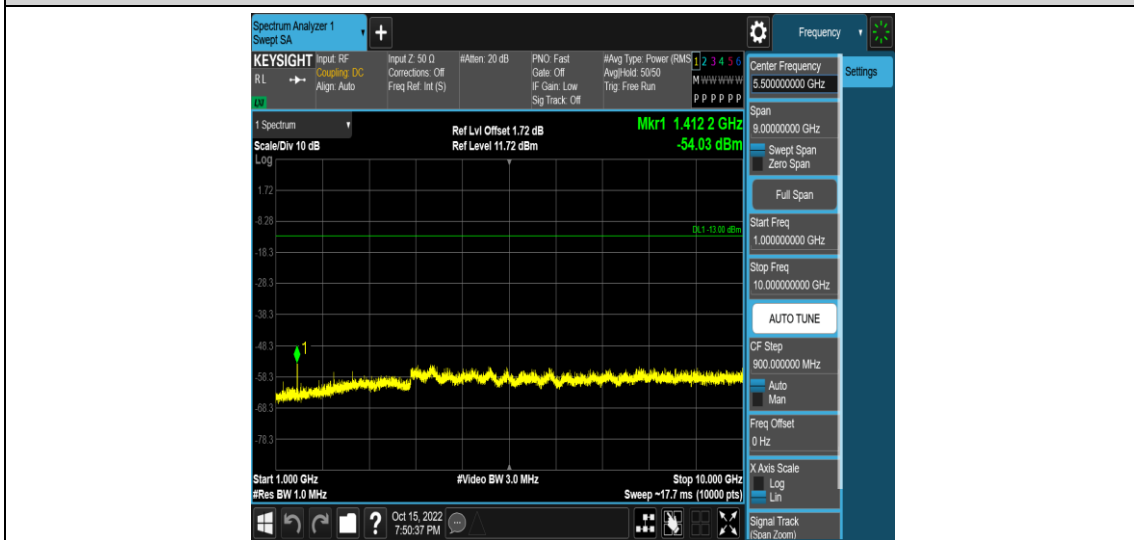 Spectrum Analyzer 1
Swept SA
Frequency
KEYSIGHT
RL
Input: RF
Coupling: DC
Align: Auto
Input Z: 50 Ω
Corrections: Off
Freq Ref: Int (S)
#Atten: 20 dB
PNO: Fast
Gate: Off
IF Gain: Low
Sig Track: Off
#Avg Type: Power (RMS
Avg|Hold: 50/50
Trig: Free Run
1 2 3 4 5 6
M W W W W W
P P P P P P
1 Spectrum
Scale/Div 10 dB
Ref Lvl Offset 1.72 dB
Ref Level 11.72 dBm
Mkr1 1.412 2 GHz
-54.03 dBm
Log
1.72
-8.28
DL1 -13.00 dBm
-18.3
-28.3
-38.3
-48.3
1
-58.3
-68.3
-78.3
Start 1.000 GHz
#Video BW 3.0 MHz
Stop 10.000 GHz
#Res BW 1.0 MHz
Sweep ~17.7 ms (10000 pts)
Oct 15, 2022
7:50:37 PM
Center Frequency
5.500000000 GHz
Settings
Span
9.00000000 GHz
Swept Span
Zero Span
Full Span
Start Freq
1.000000000 GHz
Stop Freq
10.000000000 GHz
AUTO TUNE
CF Step
900.000000 MHz
Auto
Man
Freq Offset
0 Hz
X Axis Scale
Log
Lin
Signal Track
(Span Zoom)